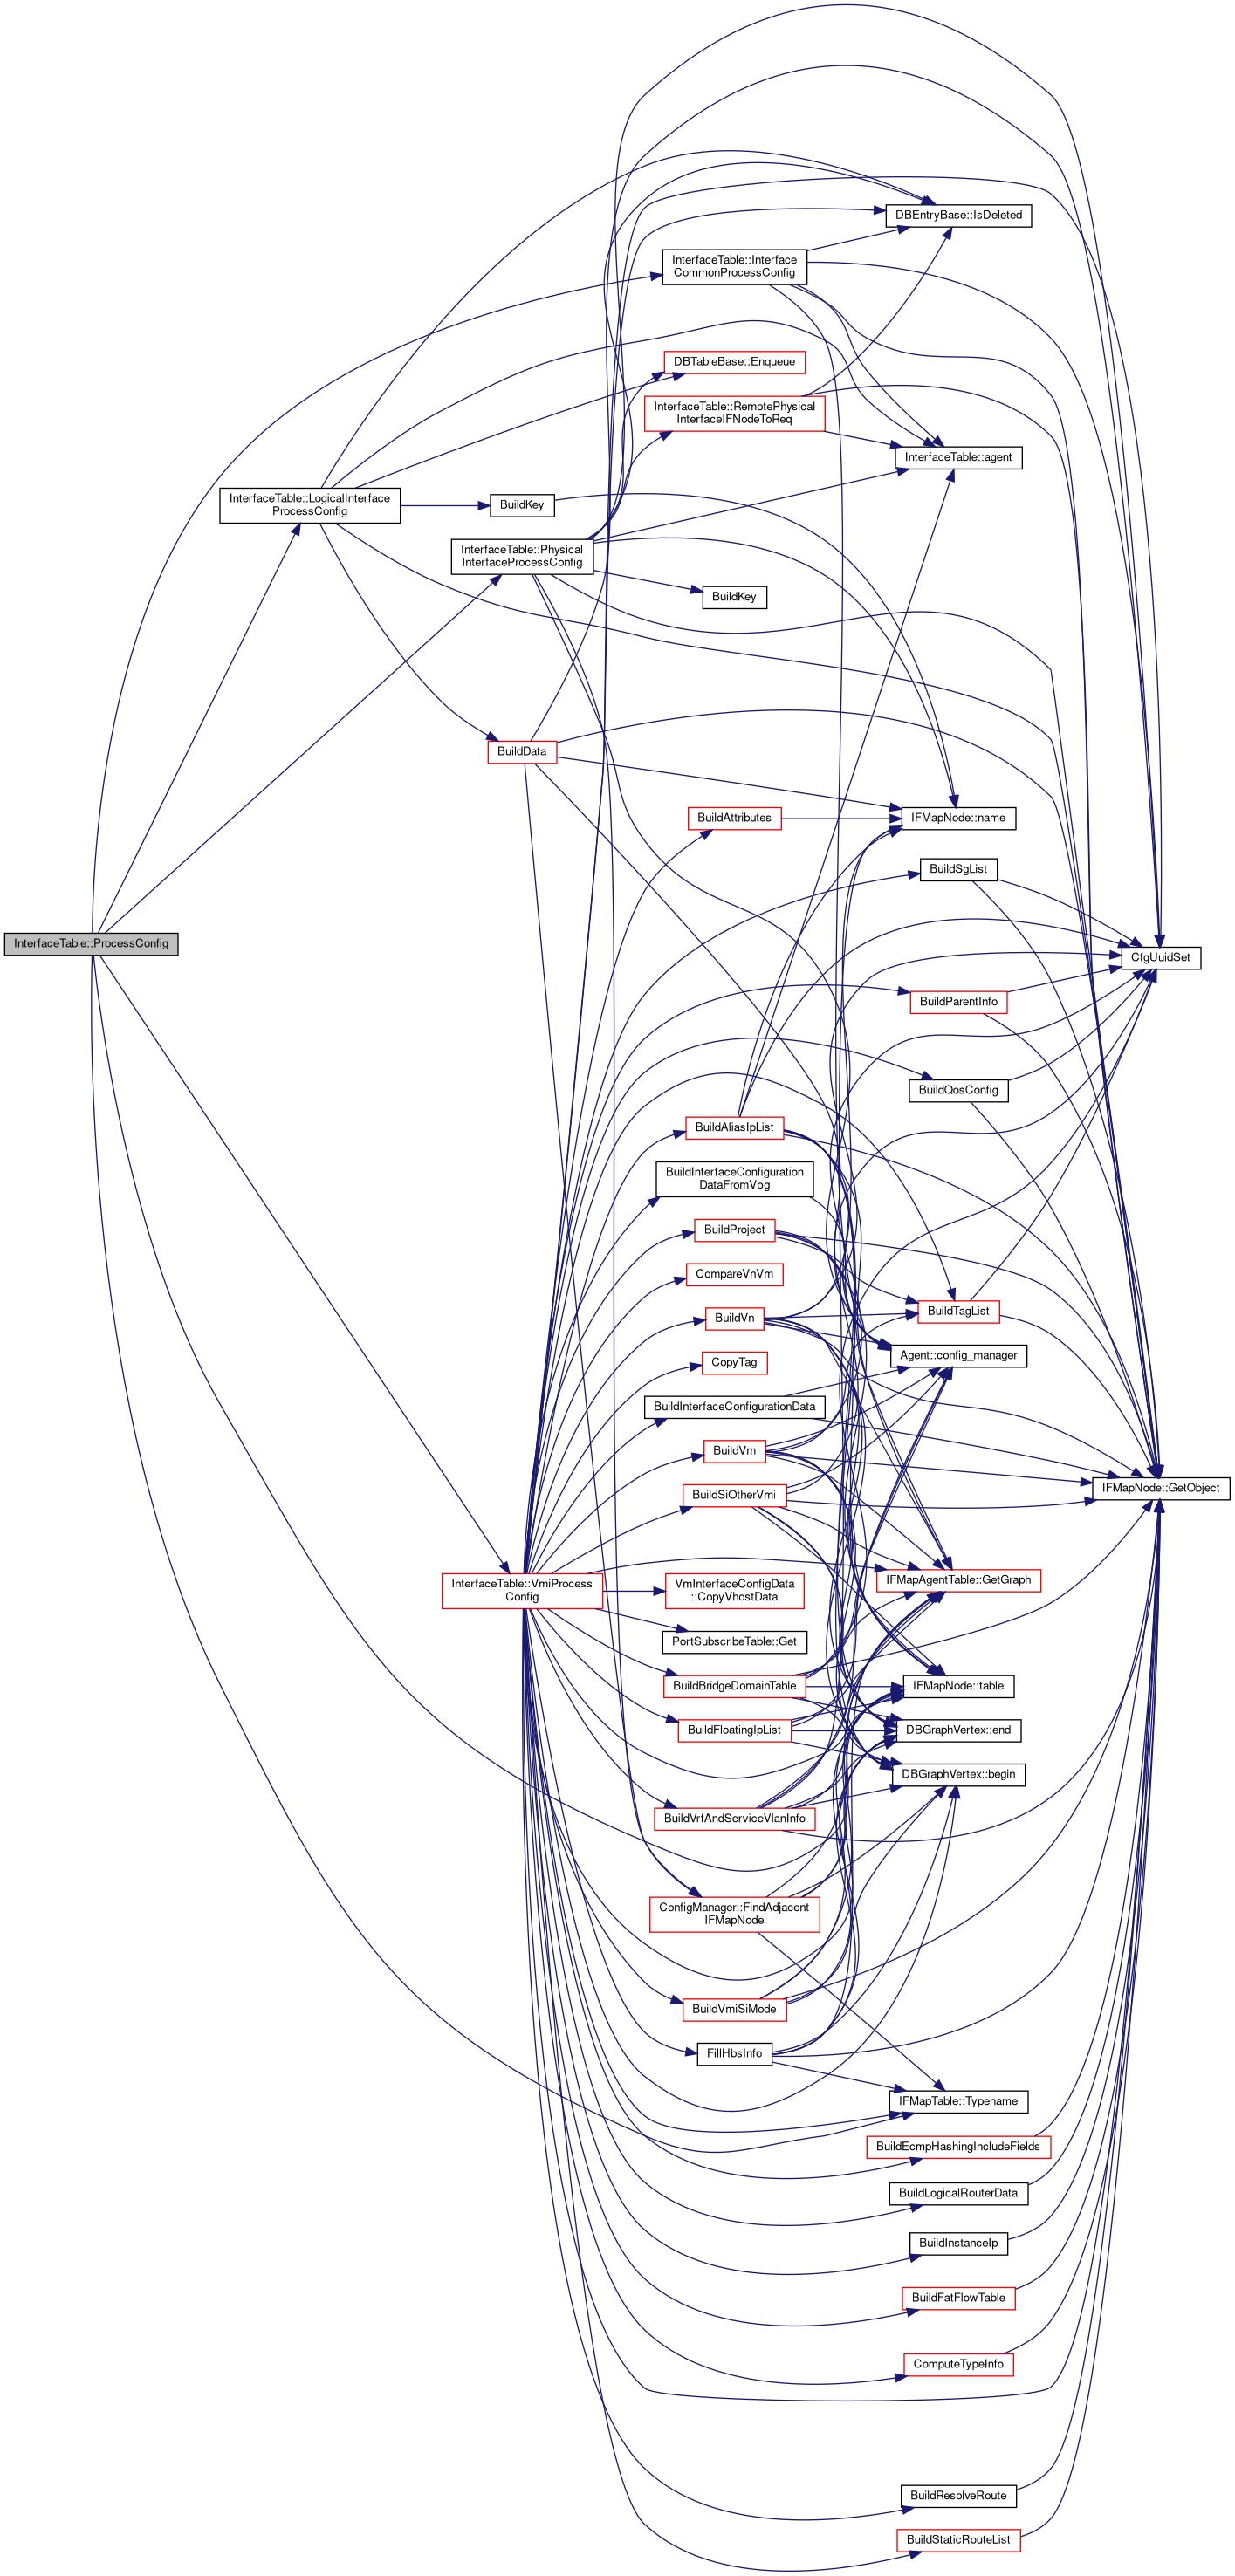 DBEntryBase::IsDeleted
InterfaceTable::Interface
CommonProcessConfig
DBTableBase::Enqueue
InterfaceTable::RemotePhysical
InterfaceIFNodeToReq
InterfaceTable::agent
InterfaceTable::LogicalInterface
ProcessConfig
BuildKey
InterfaceTable::Physical
InterfaceProcessConfig
BuildKey
BuildData
BuildAttributes
IFMapNode::name
BuildSgList
InterfaceTable::ProcessConfig
CfgUuidSet
BuildParentInfo
BuildQosConfig
BuildAliasIpList
BuildInterfaceConfiguration
DataFromVpg
BuildProject
CompareVnVm
BuildTagList
BuildVn
Agent::config_manager
CopyTag
BuildInterfaceConfigurationData
BuildVm
BuildSiOtherVmi
IFMapNode::GetObject
InterfaceTable::VmiProcess
Config
IFMapAgentTable::GetGraph
VmInterfaceConfigData
::CopyVhostData
PortSubscribeTable::Get
BuildBridgeDomainTable
IFMapNode::table
BuildFloatingIpList
DBGraphVertex::end
DBGraphVertex::begin
BuildVrfAndServiceVlanInfo
ConfigManager::FindAdjacent
IFMapNode
BuildVmiSiMode
FillHbsInfo
IFMapTable::Typename
BuildEcmpHashingIncludeFields
BuildLogicalRouterData
BuildInstanceIp
BuildFatFlowTable
ComputeTypeInfo
BuildResolveRoute
BuildStaticRouteList